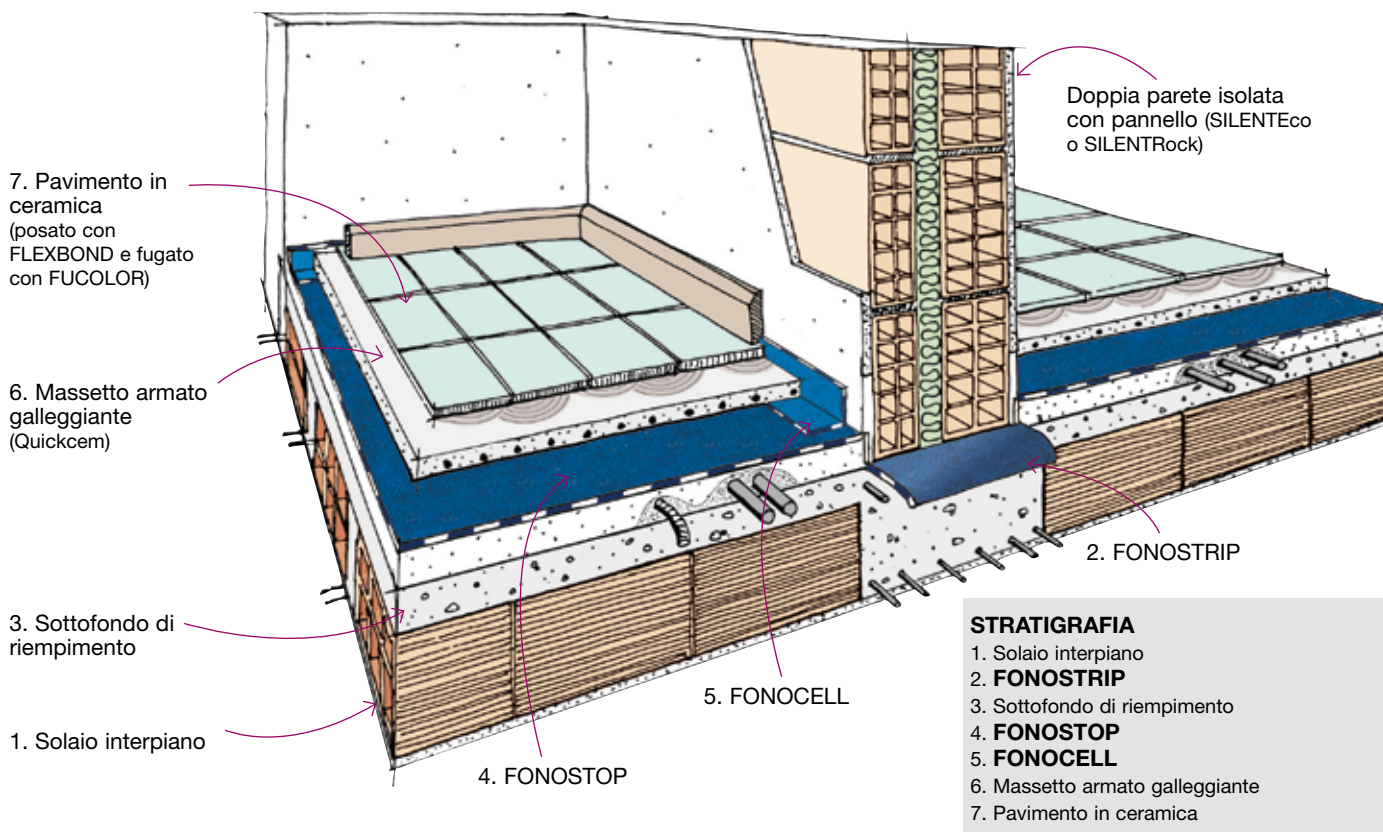 Doppia parete isolata
con pannello (SILENTEco
o SILENTRock)
7. Pavimento in
ceramica
(posato con
FLEXBOND e fugato
con FUCOLOR)
6. Massetto armato
galleggiante
(Quickcem)
2. FONOSTRIP
3. Sottofondo di
riempimento
5. FONOCELL
1. Solaio interpiano
4. FONOSTOP
STRATIGRAFIA
1. Solaio interpiano
2. FONOSTRIP
3. Sottofondo di riempimento
4. FONOSTOP
5. FONOCELL
6. Massetto armato galleggiante
7. Pavimento in ceramica